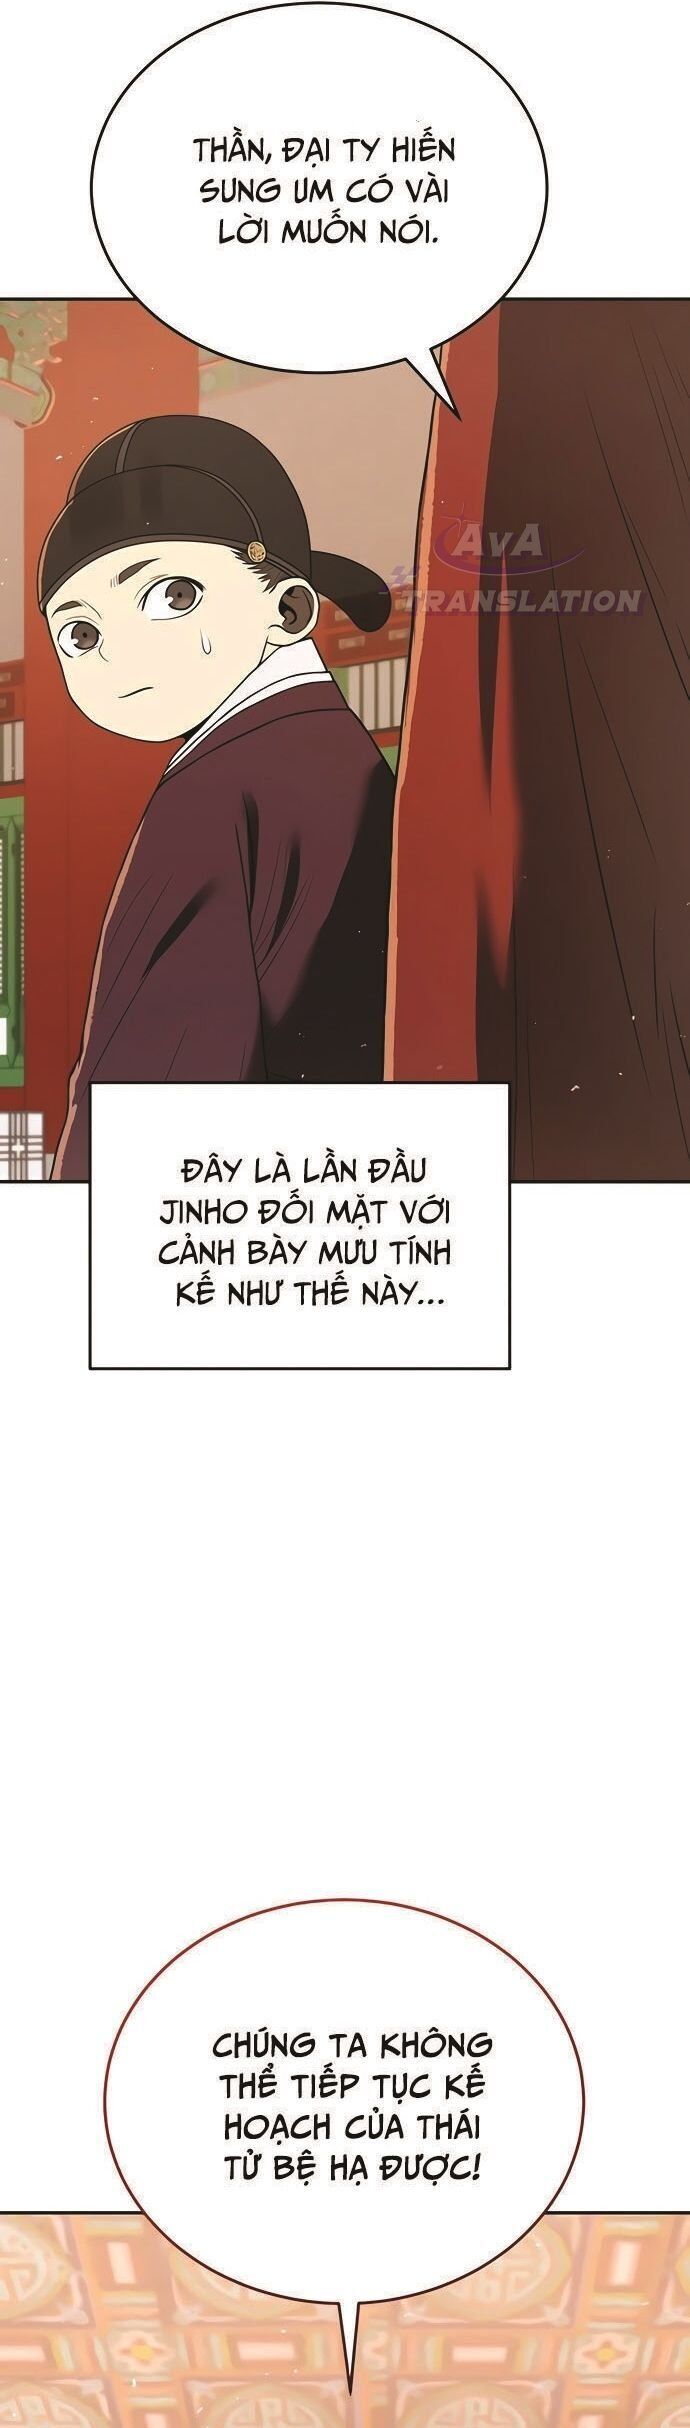 THẦN, ĐẠI TY HIẾN
SUNG UM CÓ VÀI
LỜI MUỐN NÓI.
AVA
TRANSLATION
ĐÂY LÀ LẦN ĐẦU
JINHO ĐỐI MẶT VỚI
CẢNH BÀY MƯU TÍNH
KẾ NHƯ THẾ NÀY...
CHÚNG TA KHÔNG
THỂ TIẾP TỤC KẾ
HOẠCH CỦA THÁI
TỬ BỆ HẠ ĐƯỢC!